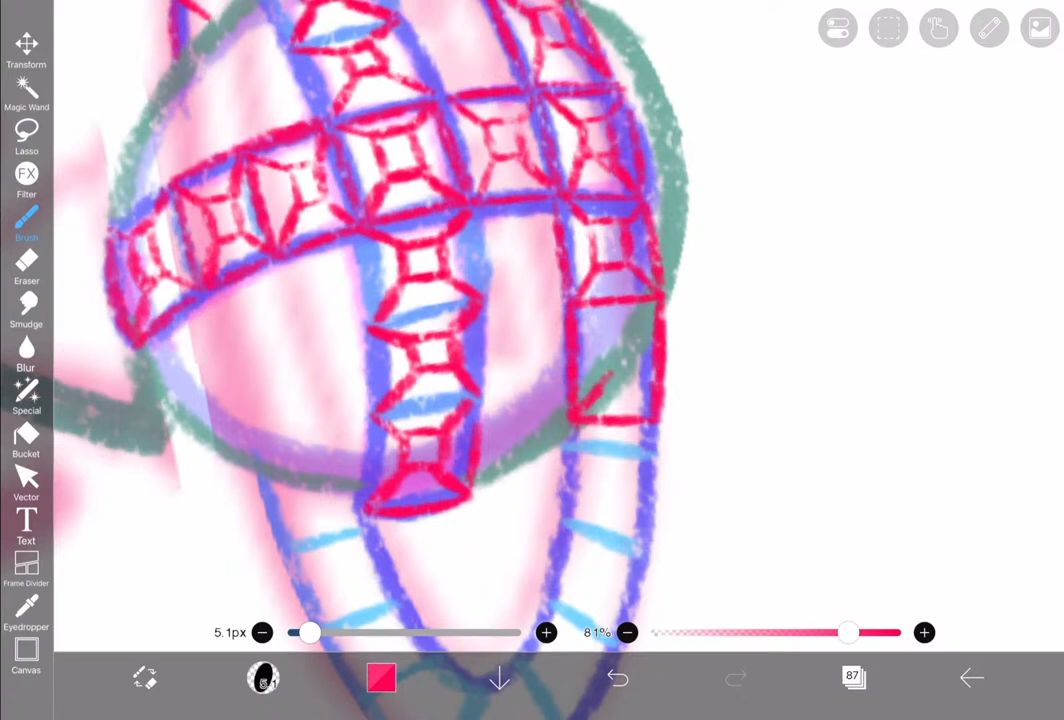 Transform
Magic Wand
Lasso
FX
Filter
Brush
Eraser
Smudge
Blur
Special
Bucket
Vector
T
Text
Frame Divider
Eyedropper
Canvas
5.1px
81%
87